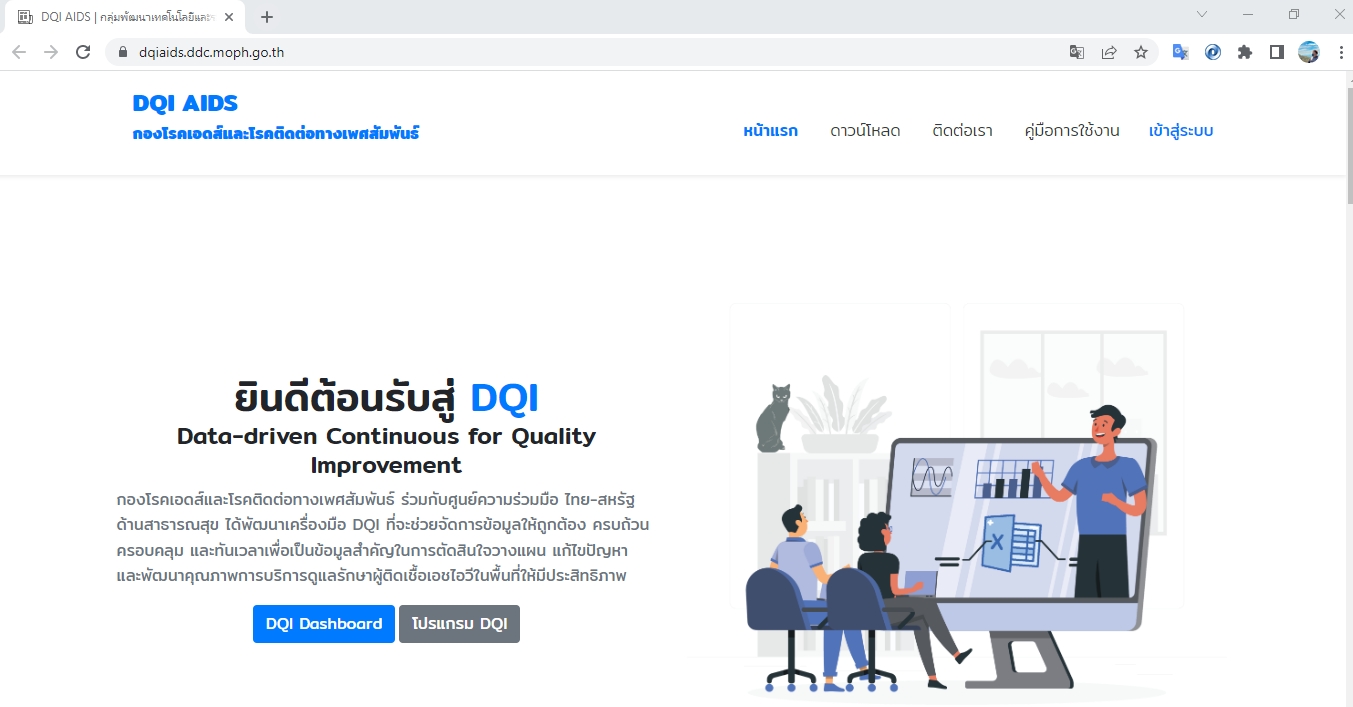 DQI AIDS | กลุ่มพัฒนาเทคโนโลยีและ
dqiaids.ddc.moph.go.th
DQI AIDS
กองโรคเอดส์และโรคติดต่อทางเพศสัมพันธ์
หน้าแรก ดาวน์โหลด ติดต่อเรา คู่มือการใช้งาน เข้าสู่ระบบ
ยินดีต้อนรับสู่ DQI
Data-driven Continuous for Quality
Improvement
กองโรคเอดส์และโรคติดต่อทางเพศสัมพันธ์ ร่วมกับศูนย์ความร่วมมือ ไทย-สหรัฐ
ด้านสาธารณสุข ได้พัฒนาเครื่องมือ DQI ที่จะช่วยจัดการข้อมูลให้ถูกต้อง ครบถ้วน
ครอบคลุม และทันเวลาเพื่อเป็นข้อมูลสำคัญในการตัดสินใจวางแผน แก้ไขปัญหา
และพัฒนาคุณภาพการบริการดูแลรักษาผู้ติดเชื้อเอชไอวีในพื้นที่ให้มีประสิทธิภาพ
DQI Dashboard โปรแกรม DQI
X